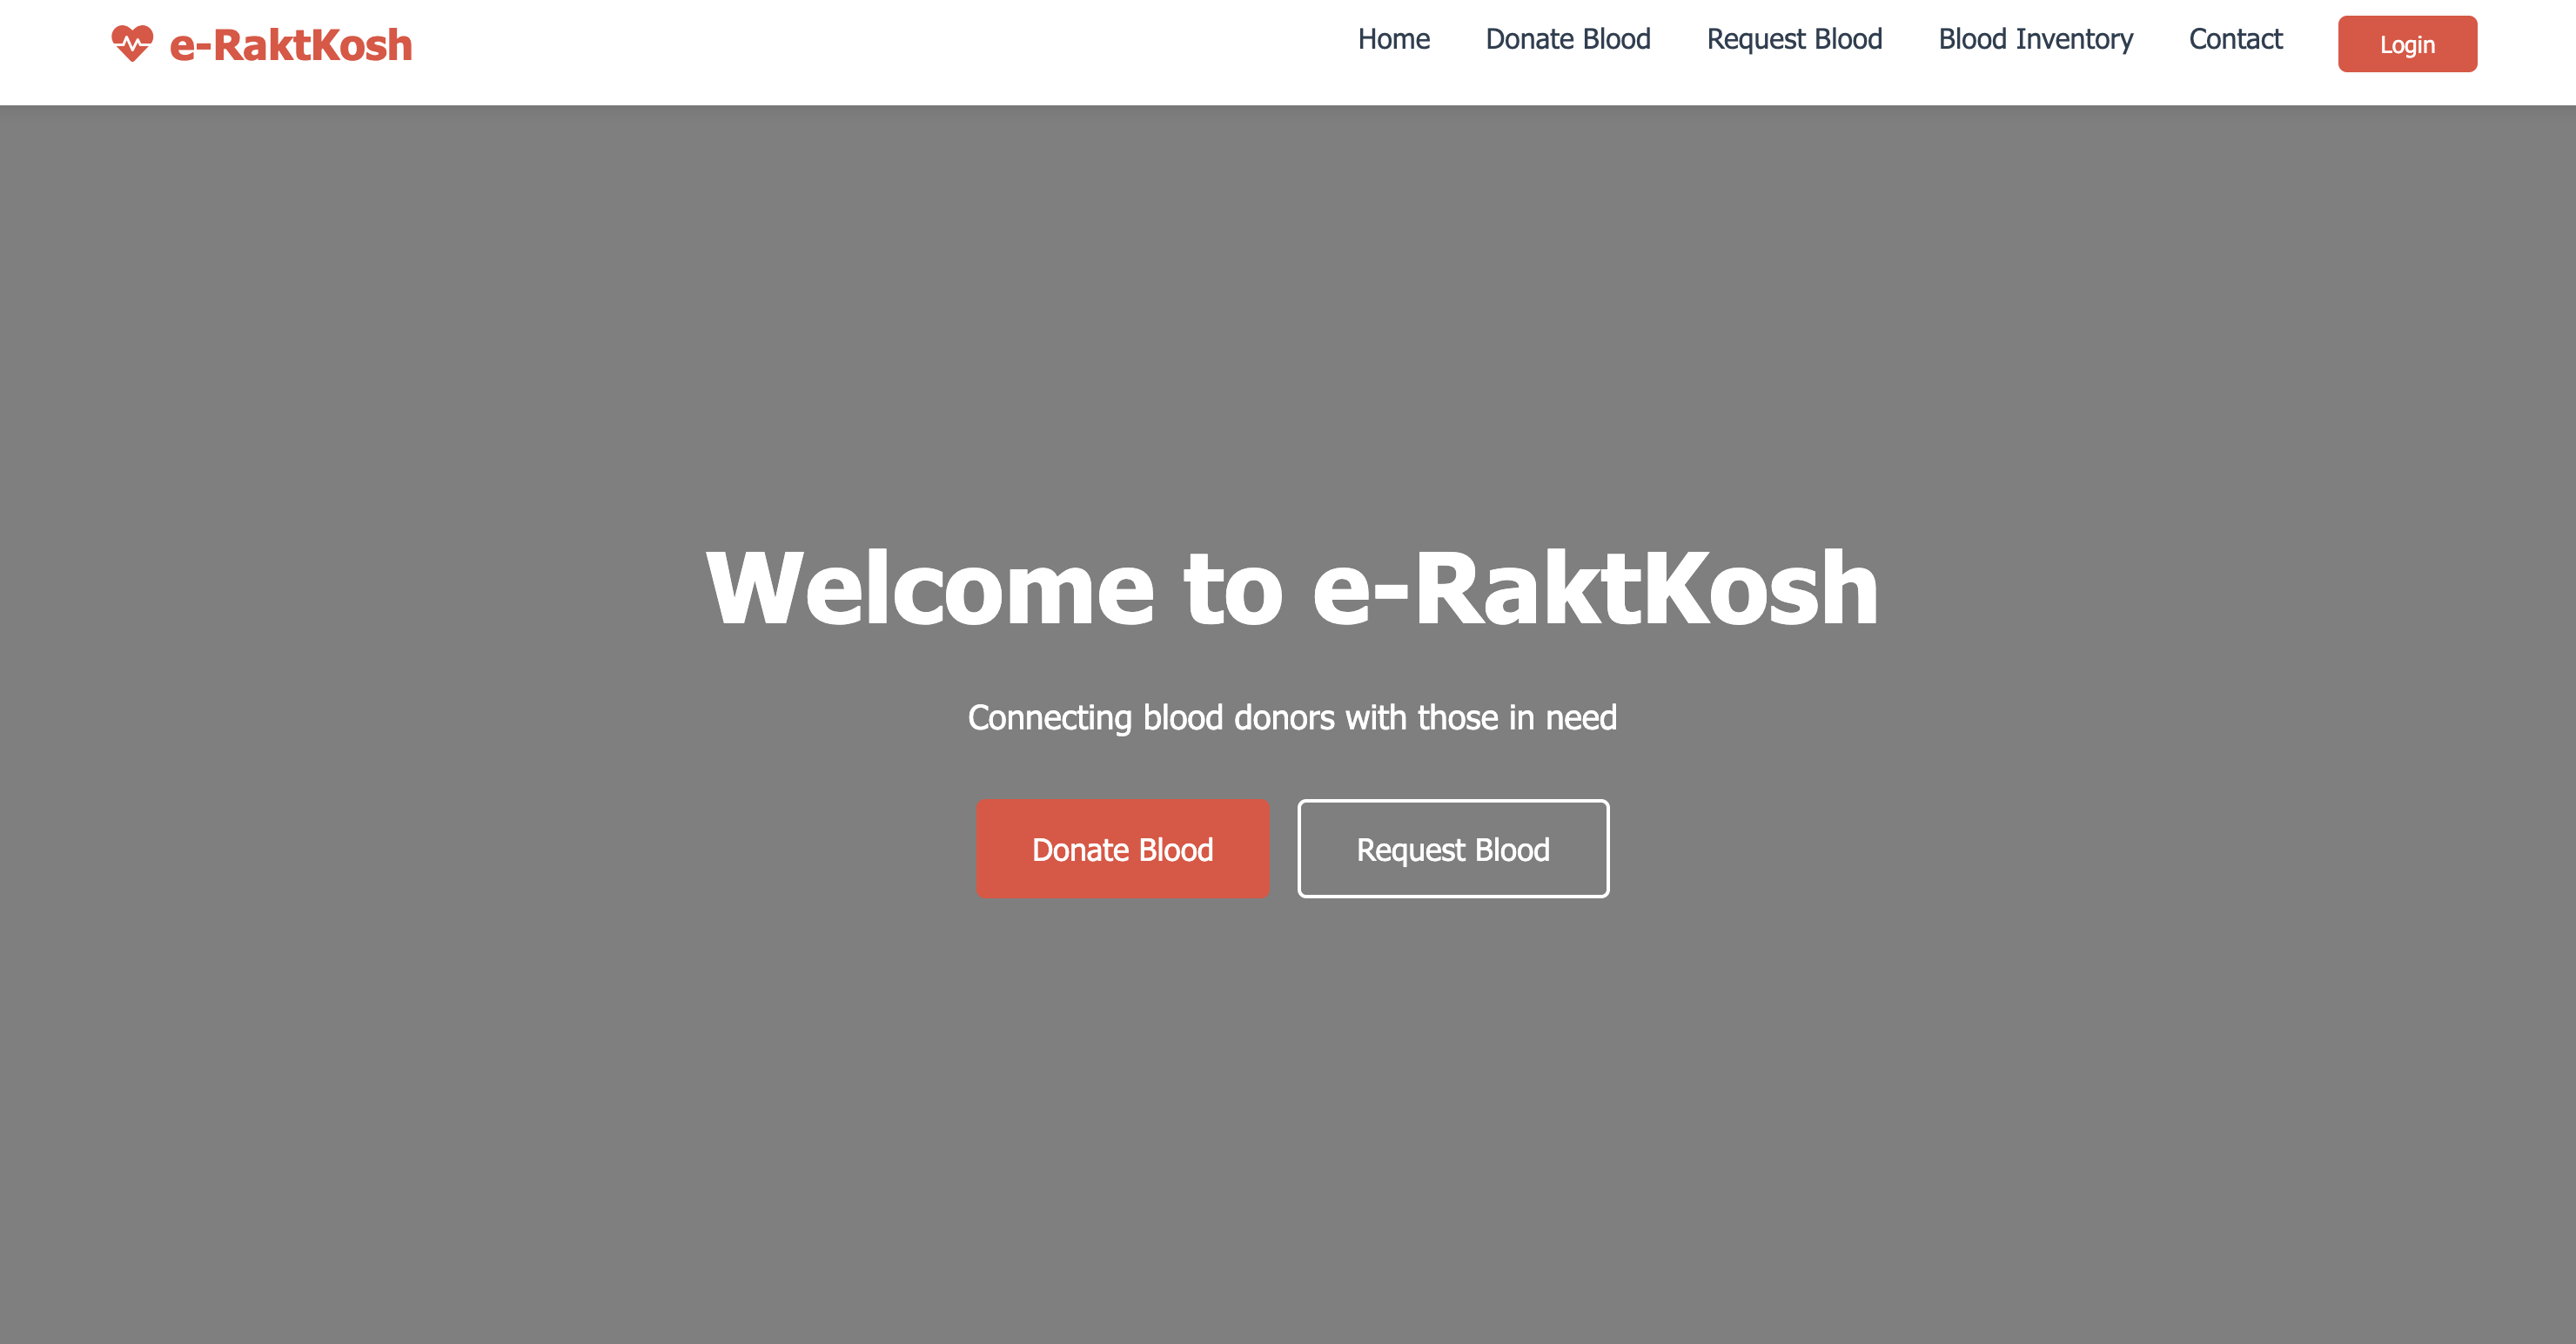 e-RaktKosh
Home Donate Blood Request Blood Blood Inventory Contact Login
Welcome to e-RaktKosh
Connecting blood donors with those in need
Donate Blood Request Blood